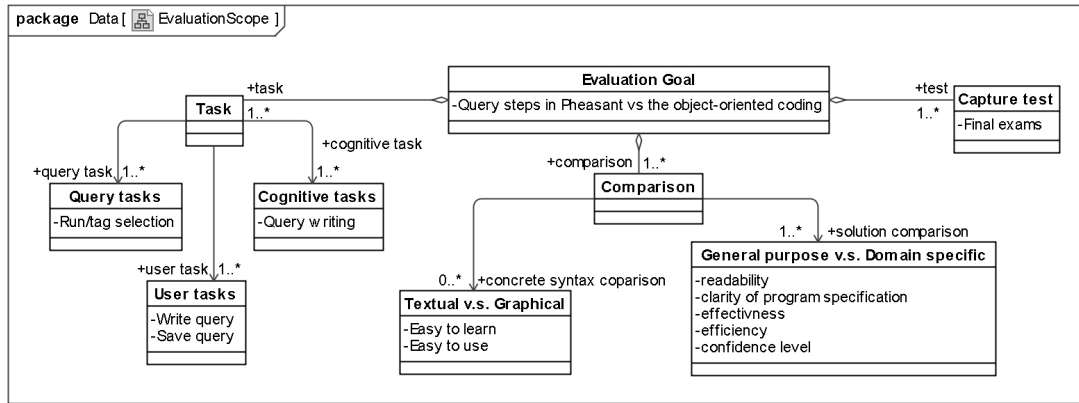 package Data [ EvaluationScope ]
Evaluation Goal
-Query steps in Pheasant vs the object-oriented coding
+task
1..*
Task
+test
1..*
Capture test
-Final exams
+cognitive task
1..*
+query task
1..*
+comparison
1..*
Comparison
Query tasks
-Run/tag selection
Cognitive tasks
-Query writing
+user task
1..*
User tasks
-Write query
-Save query
0..*
+concrete syntax coparison
Textual v.s. Graphical
-Easy to learn
-Easy to use
1..*
+solution comparison
General purpose v.s. Domain specific
-readability
-clarity of program specification
-effectivness
-efficiency
-confidence level